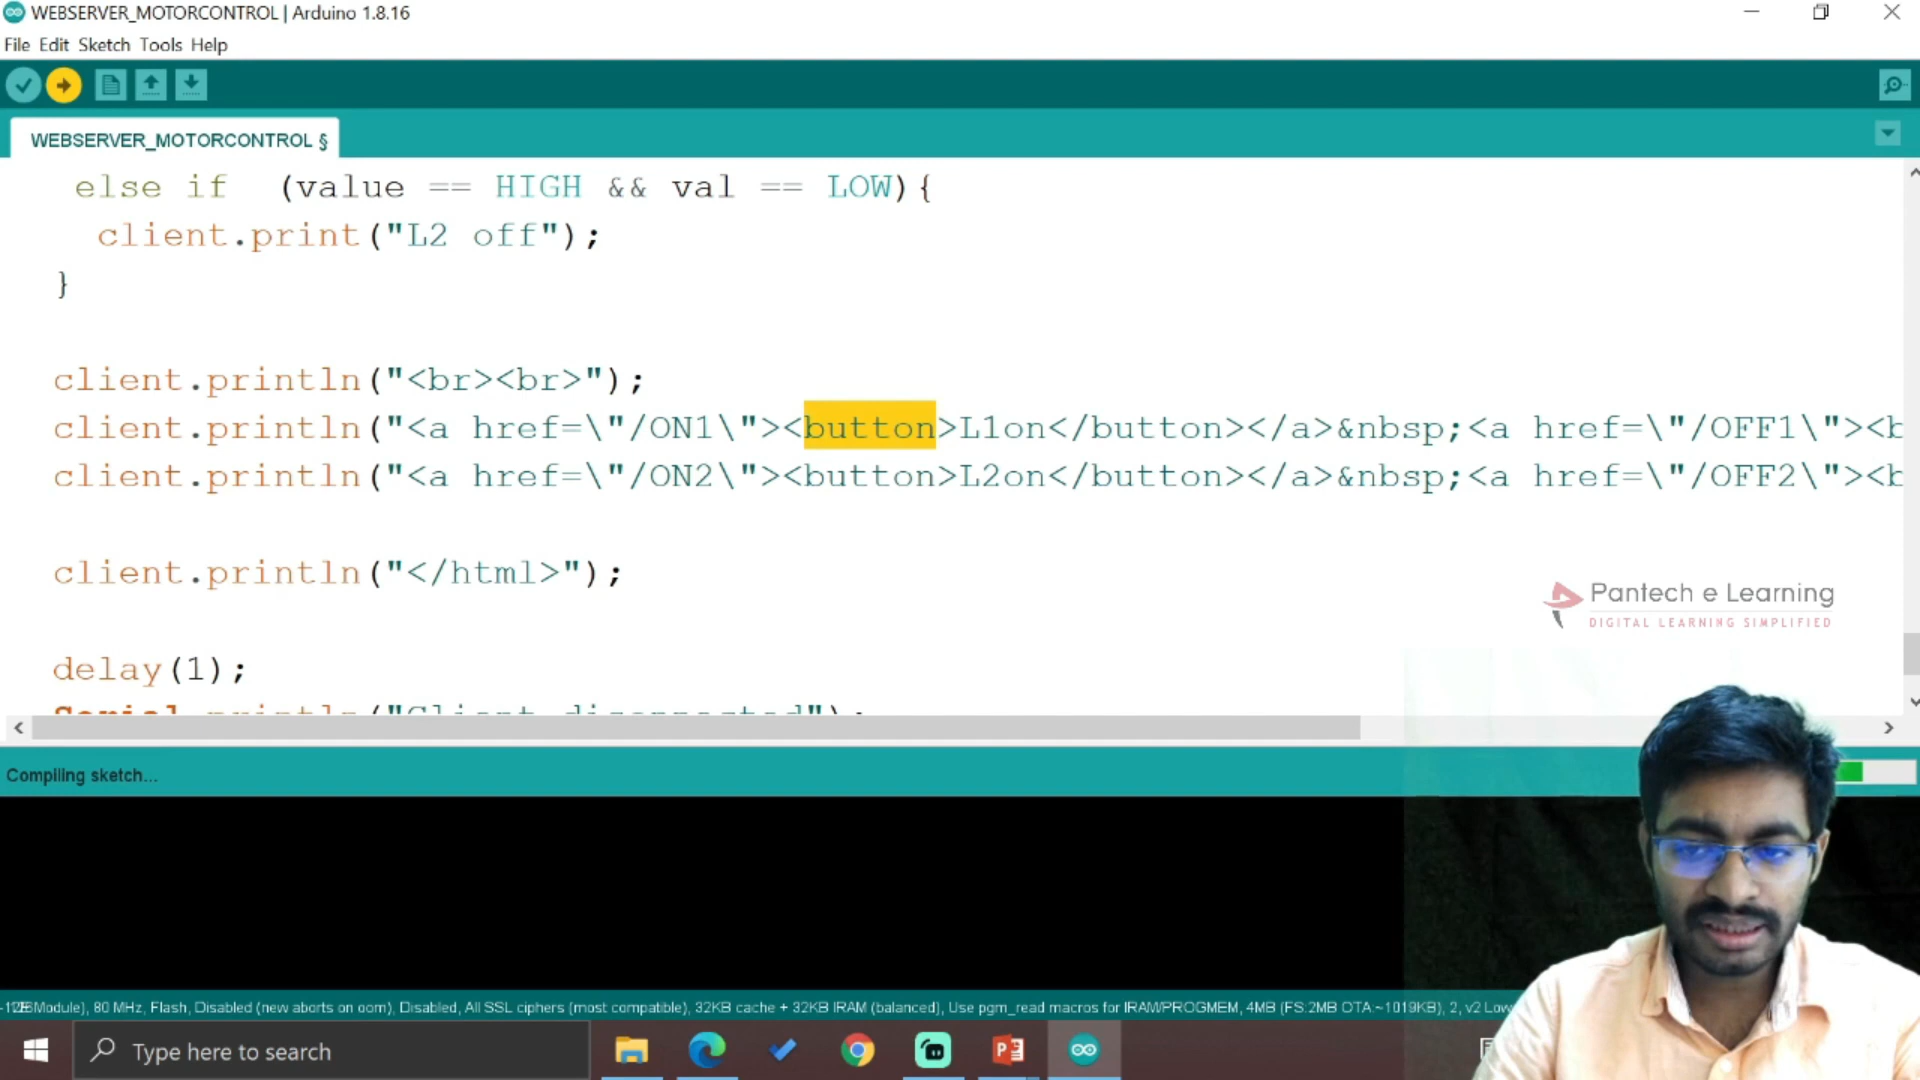 WEBSERVER_MOTORCONTROL | Arduino 1.8.16
File Edit Sketch Tools Help
WEBSERVER_MOTORCONTROL §
else if (value == HIGH && val == LOW){
client.print("L2 off");
}
client.println("<br><br>");
client.println("<a href=\"/ON1\"><button>L1on</button></a>&nbsp;<a href=\"/OFF1\"><b
client.println("<a href=\"/ON2\"><button>L2on</button></a>&nbsp;<a href=\"/OFF2\"><b
client.println("</html>");
Pantech e Learning
DIGITAL LEARNING SIMPLIFIED
delay(1);
Serial.println("Client disconnected");
Compiling sketch...
Module), 80 MHz, Flash, Disabled (new aborts on oom), Disabled, All SSL ciphers (most compatible), 32KB cache + 32KB IRAM (balanced), Use pgm_read macros for IRAM/PROGMEM, 4MB (FS:2MB OTA:~1019KB), 2, v2 Low
Type here to search